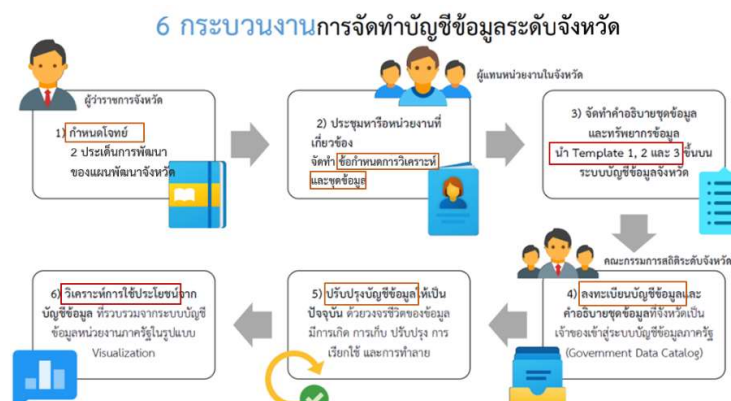 6 กระบวนงานการจัดทำบัญชีข้อมูลระดับจังหวัด
ผู้ว่าราชการจังหวัด
1) กำหนดโจทย์
2 ประเด็นการพัฒนา
ของแผนพัฒนาจังหวัด
ผู้แทนหน่วยงานในจังหวัด
2) ประชุมหารือหน่วยงานที่
เกี่ยวข้อง
จัดทำ ข้อกำหนดการวิเคราะห์
และชุดข้อมูล
3) จัดทำคำอธิบายชุดข้อมูล
และทรัพยากรข้อมูล
นำ Template 1, 2 และ 3 ขึ้นบน
ระบบบัญชีข้อมูลจังหวัด
คณะกรรมการสถิติระดับจังหวัด
4) ลงทะเบียนบัญชีข้อมูลและ
คำอธิบายชุดข้อมูลที่จังหวัดเป็น
เจ้าของเข้าสู่ระบบบัญชีข้อมูลภาครัฐ
(Government Data Catalog)
5) ปรับปรุงบัญชีข้อมูลให้เป็น
ปัจจุบัน ด้วยวงจรชีวิตของข้อมูล
มีการเกิด การเก็บ ปรับปรุง การ
เรียกใช้ และการทำลาย
6) วิเคราะห์การใช้ประโยชน์จาก
บัญชีข้อมูล ที่รวบรวมจากระบบบัญชี
ข้อมูลหน่วยงานภาครัฐในรูปแบบ
Visualization